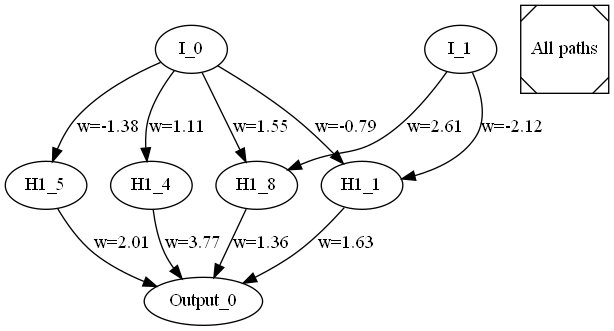 I_0
I_1
All paths
w=-1.38
w=1.11
w=1.55
w=-0.79
w=2.61
w=-2.12
H1_5
H1_4
H1_8
H1_1
w=2.01
w=3.77
w=1.36
w=1.63
Output_0